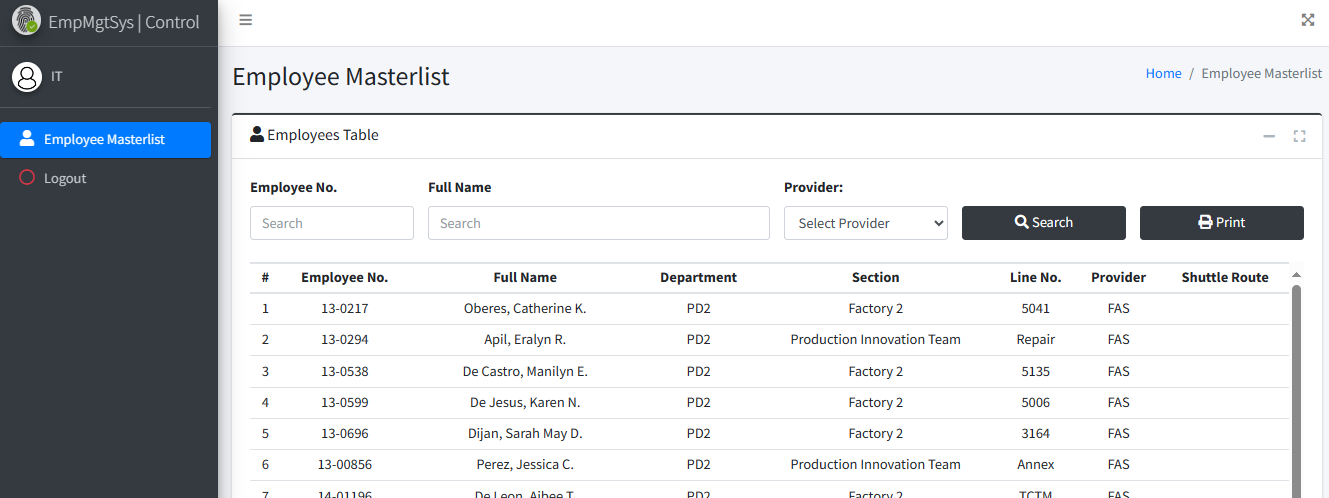 EmpMgtSys | Control
IT
Employee Masterlist
Logout
Employee Masterlist
Home / Employee Masterlist
Employees Table
Employee No. Full Name Provider:
Search Search Select Provider Search Print
# Employee No. Full Name Department Section Line No. Provider Shuttle Route
1 13-0217 Oberes, Catherine K. PD2 Factory 2 5041 FAS
2 13-0294 Apil, Eralyn R. PD2 Production Innovation Team Repair FAS
3 13-0538 De Castro, Manilyn E. PD2 Factory 2 5135 FAS
4 13-0599 De Jesus, Karen N. PD2 Factory 2 5006 FAS
5 13-0696 Dijan, Sarah May D. PD2 Factory 2 3164 FAS
6 13-00856 Perez, Jessica C. PD2 Production Innovation Team Annex FAS
7 14-01196 De Leon, Aibee T. PD2 Factory 2 TCTM FAS